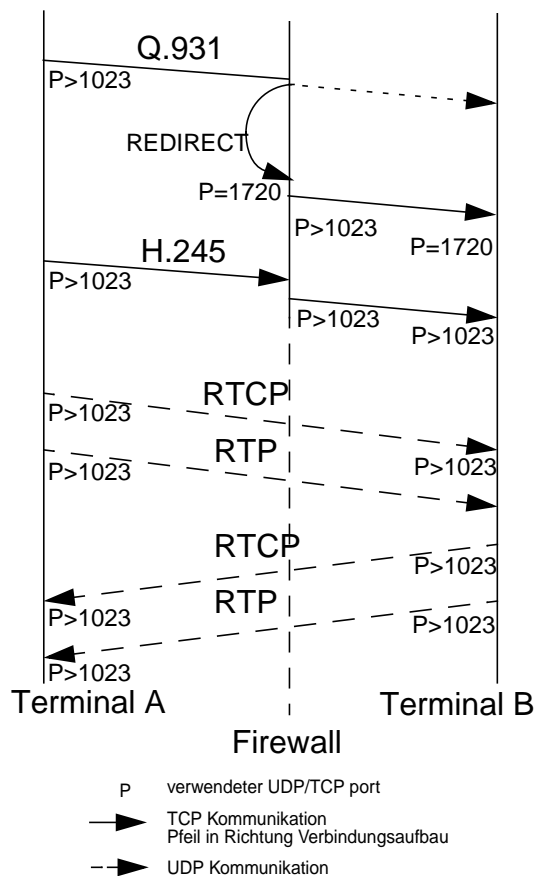 Q.931
P>1023
REDIRECT
P=1720
P>1023
P=1720
H.245
P>1023
P>1023
P>1023
RTCP
P>1023
RTP
P>1023
P>1023
RTCP
P>1023
RTP
P>1023
P>1023
P>1023
Terminal A
Terminal B
Firewall
P verwendeter UDP/TCP port
TCP Kommunikation
Pfeil in Richtung Verbindungsaufbau
UDP Kommunikation